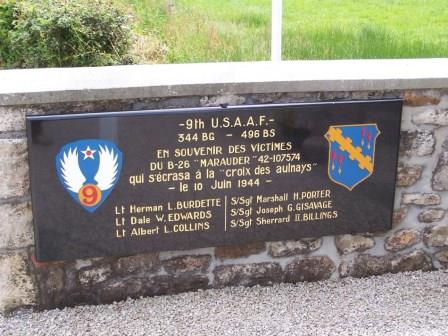 -9th U.S.A.A.F.-
344 BG - 496 BS
EN SOUVENIR DES VICTIMES
DU B-26 "MARAUDER" 42-107574
qui s'écrasa à la "croix des aulnays"
- le 10 Juin 1944 -
Lt Herman L.BURDETTE
Lt Dale W.EDWARDS
Lt Albert L.COLLINS
S/Sgt Marshall H.PORTER
S/Sgt Joseph G.GISAVAGE
S/Sgt Sherrard II.BILLINGS
9